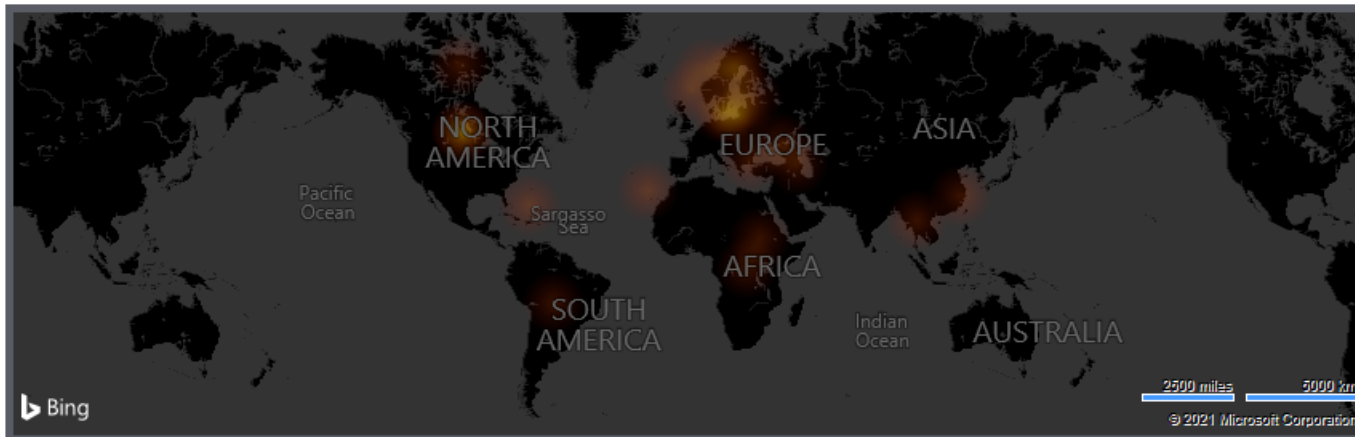 NORTH
AMERICA
EUROPE
ASIA
Pacific
Ocean
Sargasso
Sea
AFRICA
SOUTH
AMERICA
Indian
Ocean
AUSTRALIA
2500 miles
5000 km
Bing
© 2021 Microsoft Corporation